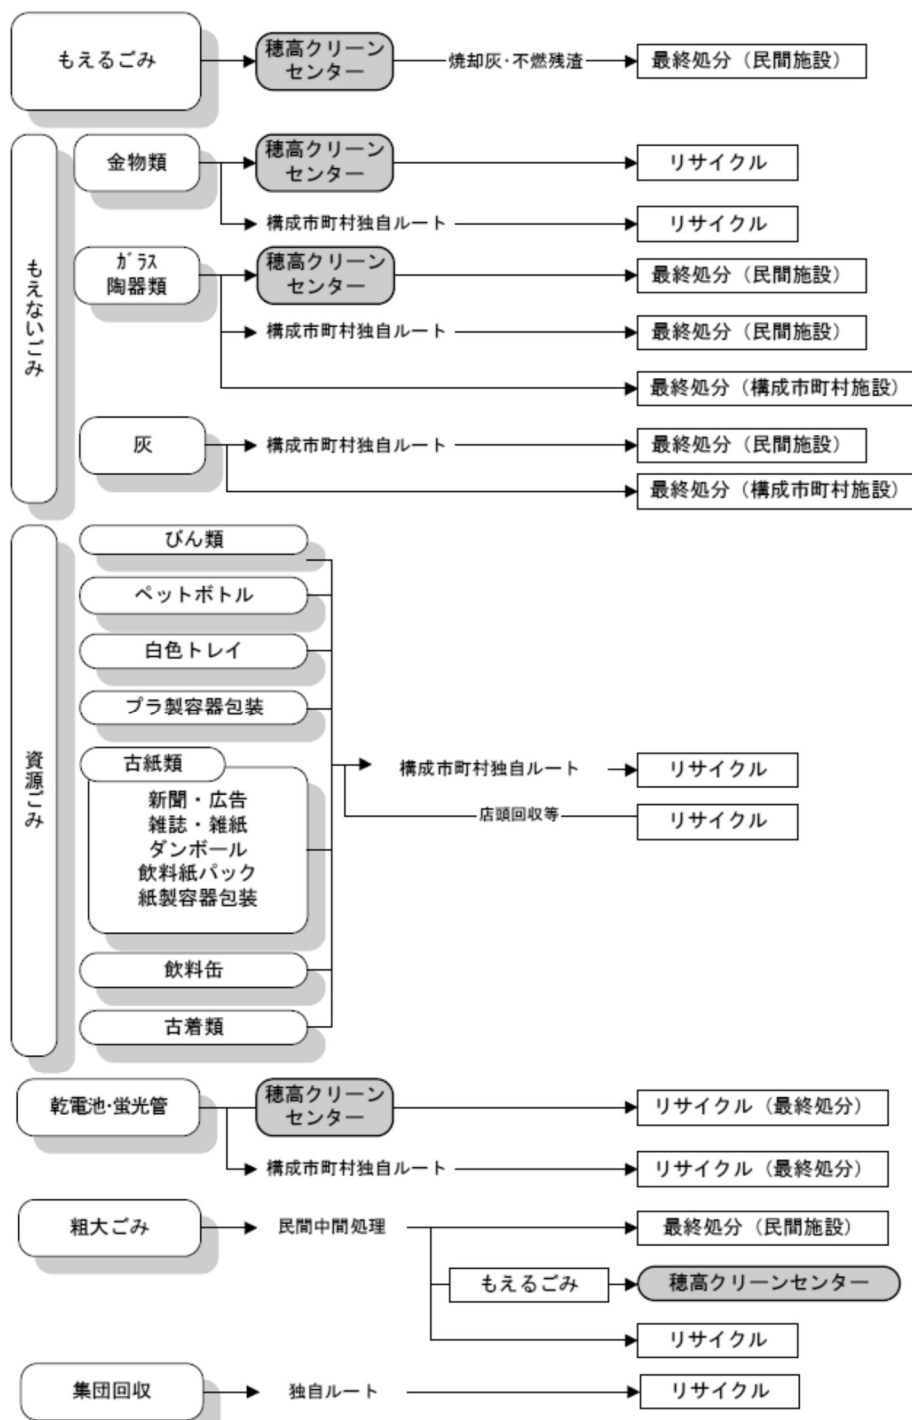 もえるごみ
穂高クリーン
センター
焼却灰・不燃残渣
最終処分（民間施設）
もえないごみ
金物類
穂高クリーン
センター
リサイクル
構成市町村独自ルート
リサイクル
ｶﾞﾗｽ
陶器類
穂高クリーン
センター
最終処分（民間施設）
構成市町村独自ルート
最終処分（民間施設）
最終処分（構成市町村施設）
灰
構成市町村独自ルート
最終処分（民間施設）
最終処分（構成市町村施設）
資源ごみ
びん類
ペットボトル
白色トレイ
プラ製容器包装
古紙類
新聞・広告
雑誌・雑紙
ダンボール
飲料紙パック
紙製容器包装
飲料缶
古着類
構成市町村独自ルート
リサイクル
店頭回収等
リサイクル
乾電池・蛍光管
穂高クリーン
センター
リサイクル（最終処分）
構成市町村独自ルート
リサイクル（最終処分）
粗大ごみ
民間中間処理
最終処分（民間施設）
もえるごみ
穂高クリーンセンター
リサイクル
集団回収
独自ルート
リサイクル